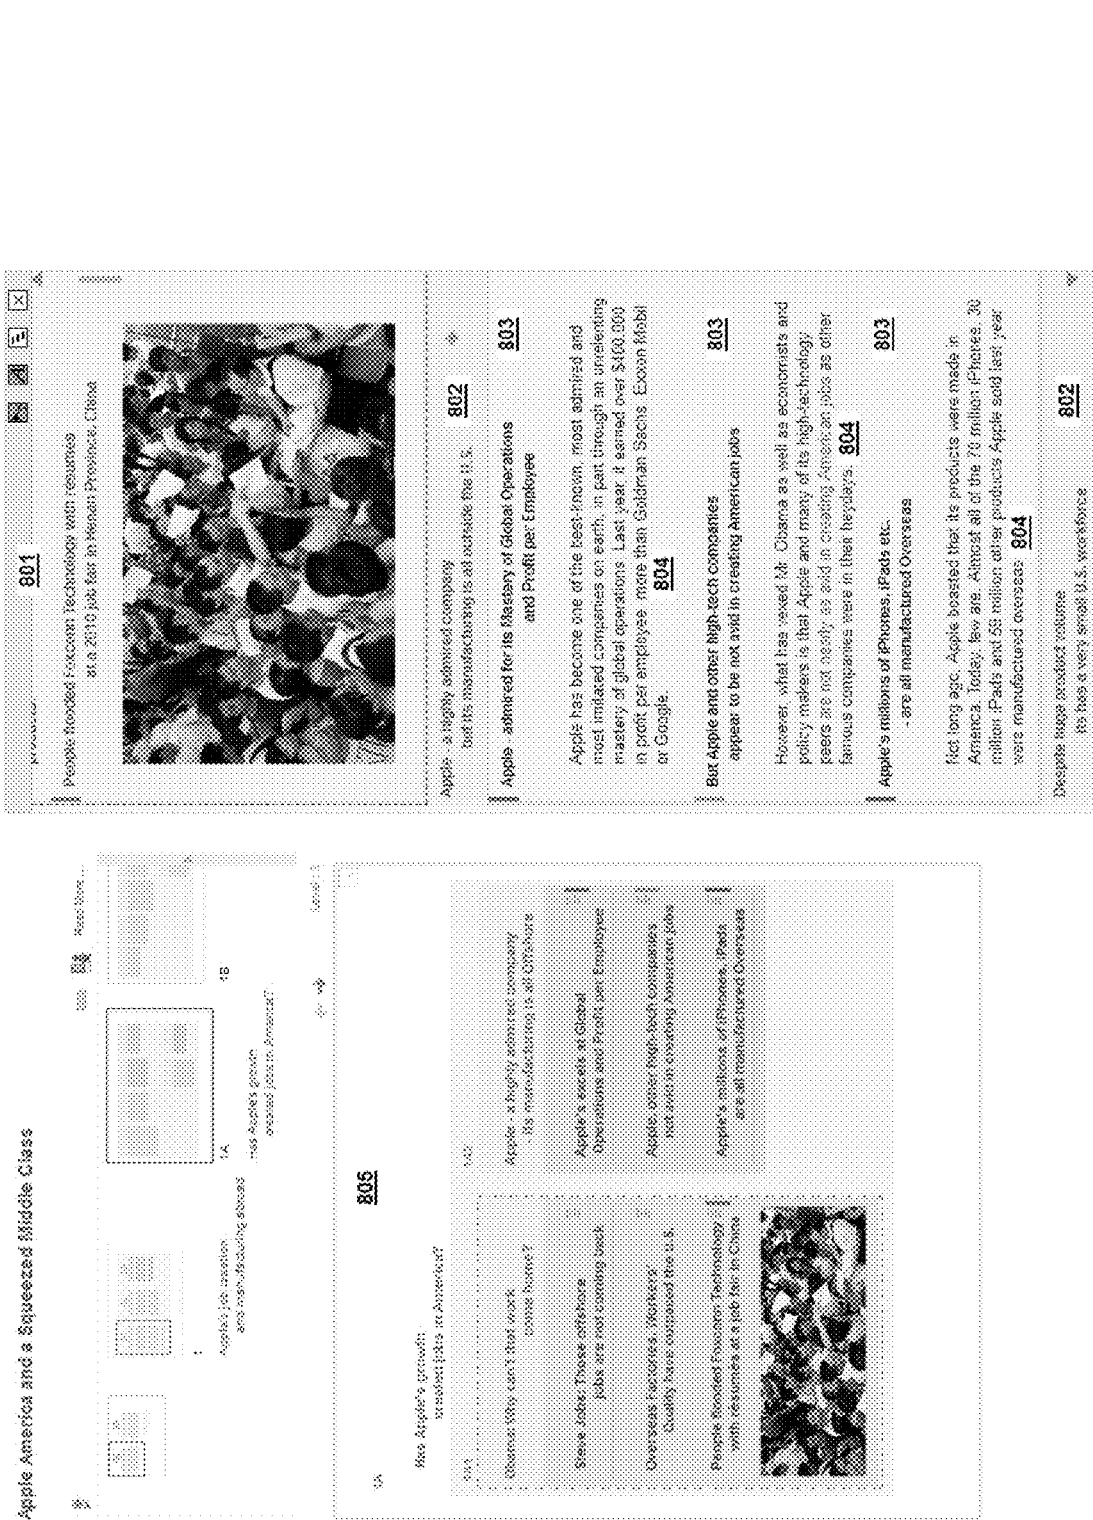 Apple America and a Squeezed Middle Class
Read More...
1
Apple's job creation
and manufacturing abroad
1A
Has Apple's growth
created jobs in America?
1B
1A
805
Has Apple's growth
created jobs in America?
Obama: Why can't that work
come home?
Steve Jobs: Those offshore
jobs are not coming back
Overseas Factories, Workers
Quality have outpaced the U.S.
People flooded Foxconn Technology
with resumes at a job fair in China
Apple - a highly admired company
its manufacturing is all Offshore
Apple's excels at Global
Operations and Profit per Employee
Apple, other high-tech companies
not avid in creating American jobs
Apple's millions of iPhones, iPads
are all manufactured Overseas
801
People flooded Foxconn Technology with resumes
at a 2010 job fair in Henan Province, China
Apple - a highly admired company
but its manufacturing is all outside the U.S.
802
Apple - admired for its Mastery of Global Operations
and Profit per Employee
803
Apple has become one of the best-known, most admired and
most imitated companies on earth, in part through an unrelenting
mastery of global operations. Last year, it earned over $400,000
in profit per employee, more than Goldman Sachs, Exxon Mobil
or Google.
804
But Apple and other high-tech companies
appear to be not avid in creating American jobs
803
However, what has vexed Mr. Obama as well as economists and
policy makers is that Apple and many of its high-technology
peers are not nearly as avid in creating American jobs as other
famous companies were in their heydays.
804
Apple's millions of iPhones, iPads etc.
- are all manufactured Overseas
803
Not long ago, Apple boasted that its products were made in
America. Today, few are. Almost all of the 70 million iPhones, 30
million iPads and 59 million other products Apple sold last year
were manufactured overseas.
804
Despite huge product volume
its has a very small U.S. workforce
802